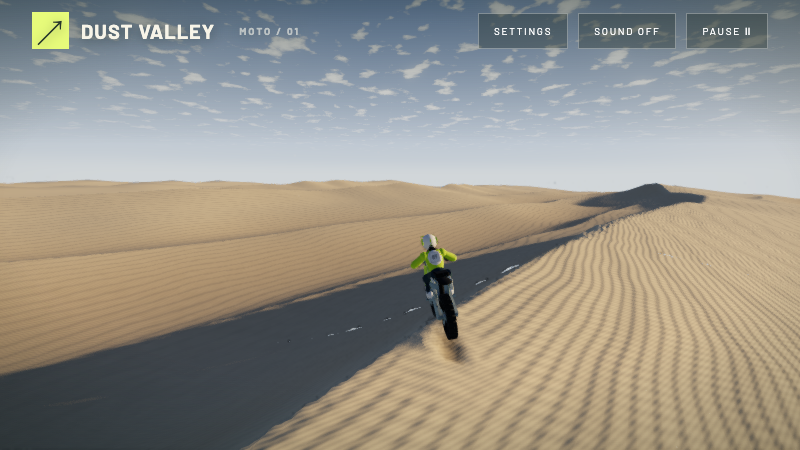 DUST VALLEY
MOTO / 01
SETTINGS
SOUND OFF
PAUSE II